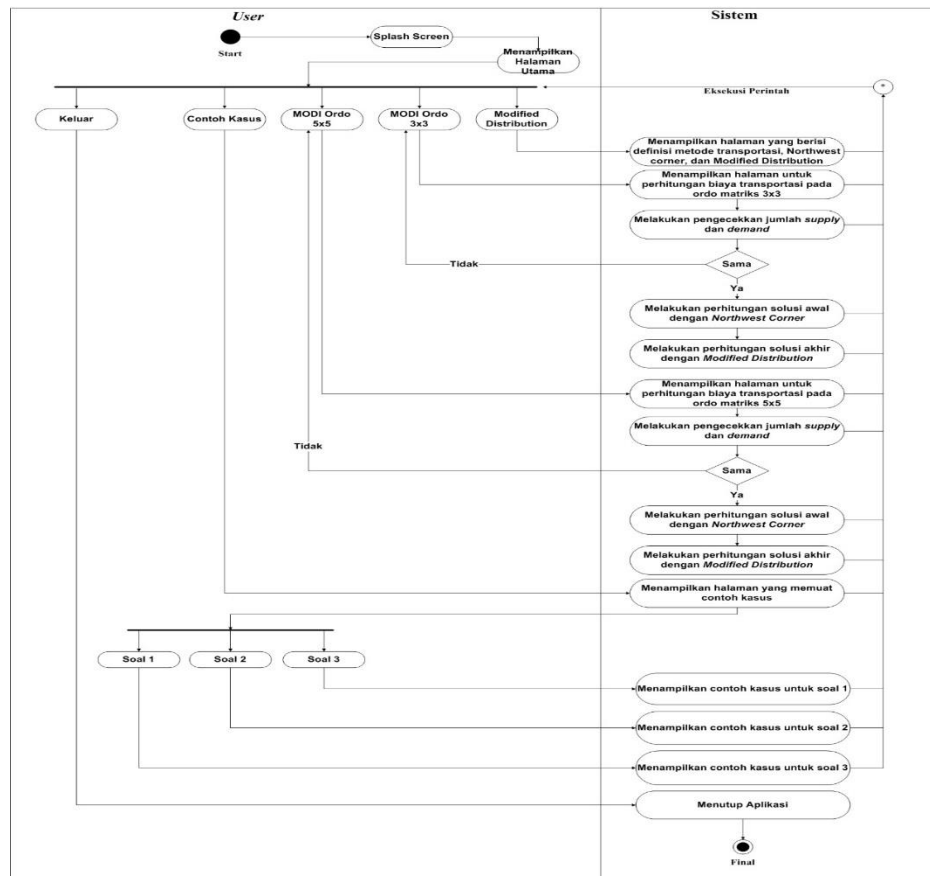 User
Sistem
Splash Screen
Start
Menampilkan
Halaman
Utama
Eksekusi Perintah
*
Keluar
Contoh Kasus
MODI Ordo
5x5
MODI Ordo
3x3
Modified
Distribution
Menampilkan halaman yang berisi
definisi metode transportasi, Northwest
corner, dan Modified Distribution
Menampilkan halaman untuk
perhitungan biaya transportasi pada
ordo matriks 3x3
Melakukan pengecekkan jumlah supply
dan demand
Tidak
Sama
Ya
Melakukan perhitungan solusi awal
dengan Northwest Corner
Melakukan perhitungan solusi akhir
dengan Modified Distribution
Menampilkan halaman untuk
perhitungan biaya transportasi pada
ordo matriks 5x5
Melakukan pengecekkan jumlah supply
dan demand
Tidak
Sama
Ya
Melakukan perhitungan solusi awal
dengan Northwest Corner
Melakukan perhitungan solusi akhir
dengan Modified Distribution
Menampilkan halaman yang memuat
contoh kasus
Soal 1
Soal 2
Soal 3
Menampilkan contoh kasus untuk soal 1
Menampilkan contoh kasus untuk soal 2
Menampilkan contoh kasus untuk soal 3
Menutup Aplikasi
Final